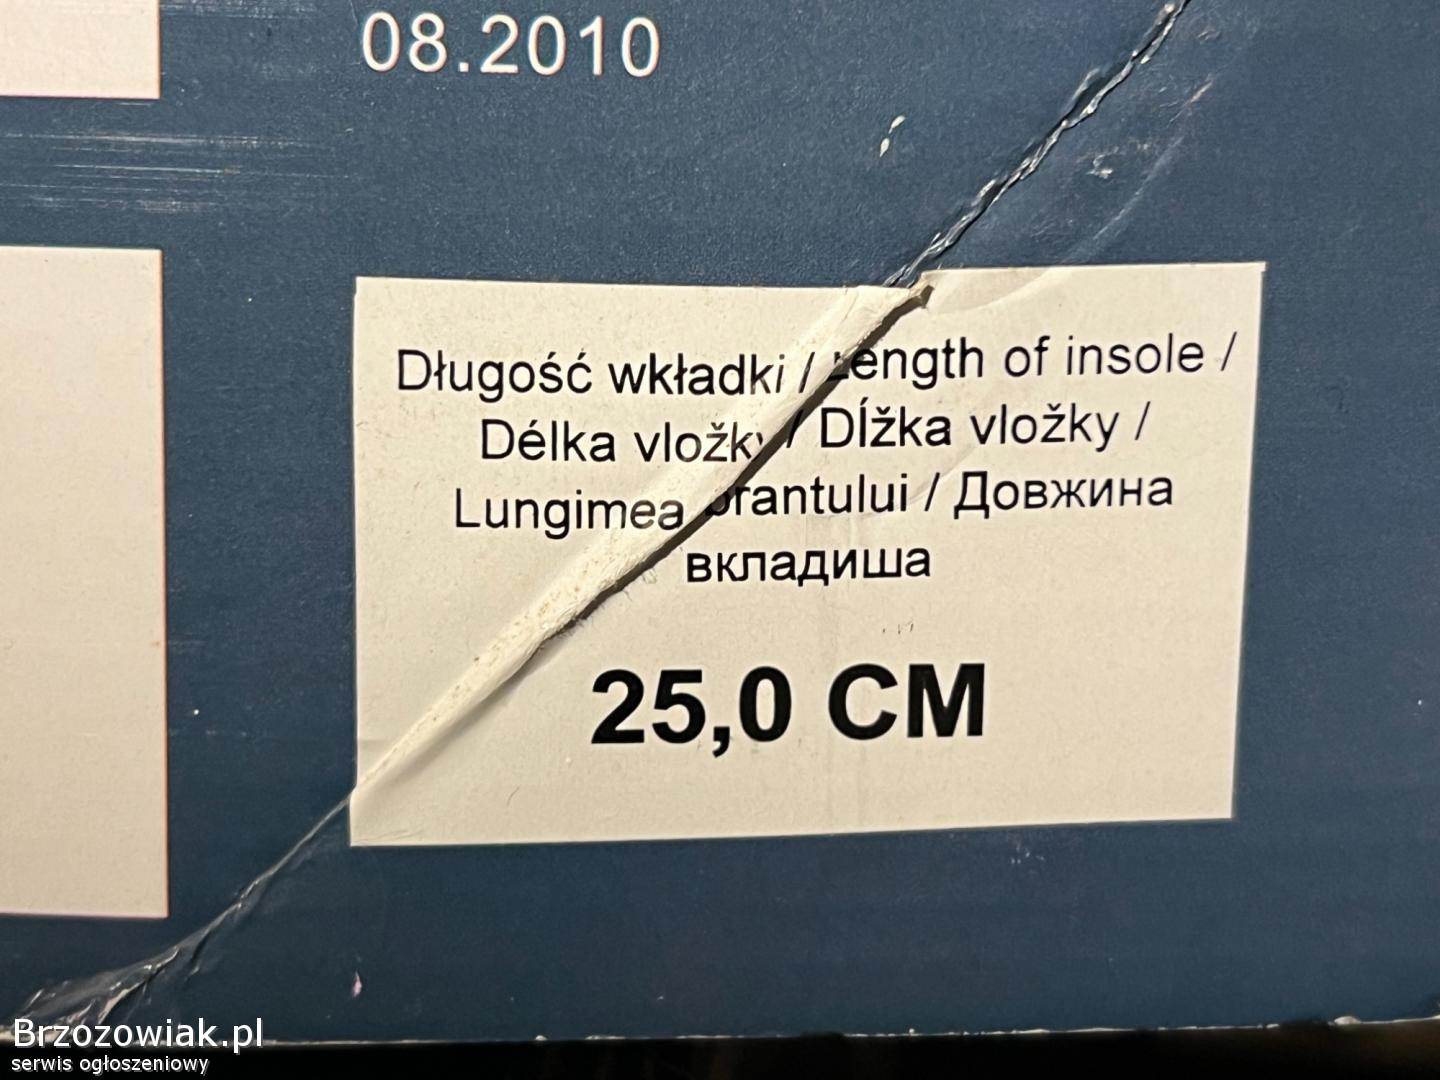 08.2010
Długość wkładki / Length of insole /
Délka vložky / Dĺžka vložky /
Lungimea / Довжина
вкладиша
25,0 CM
Brzozowiak.pl
serwis ogłoszeniowy